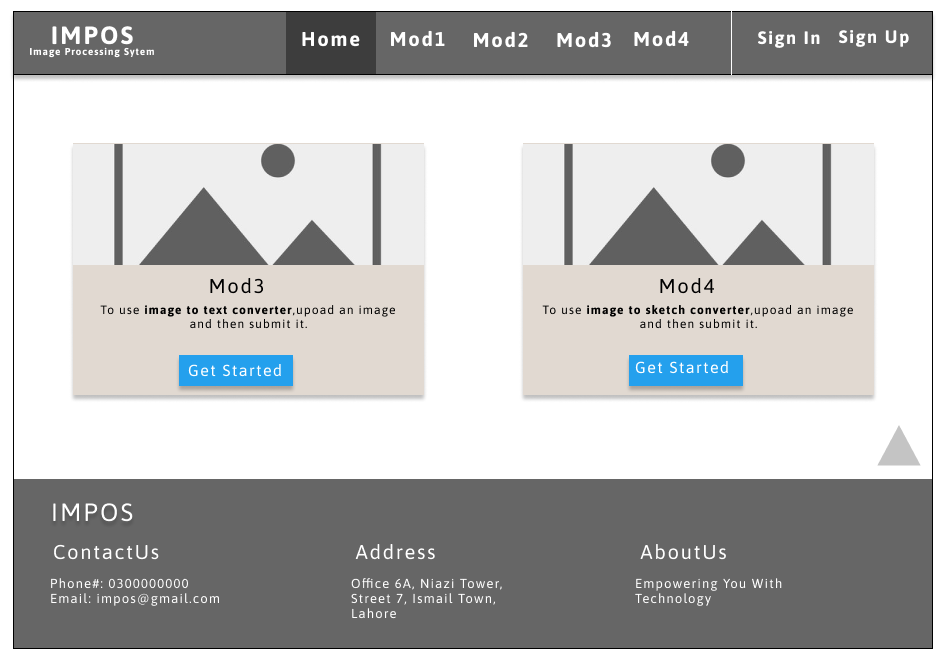 IMPOS
Image Processing Sytem
Home
Mod1
Mod2
Mod3
Mod4
Sign In
Sign Up
Mod3
To use image to text converter,upoad an image
and then submit it.
Get Started
Mod4
To use image to sketch converter,upoad an image
and then submit it.
Get Started
IMPOS
ContactUs
Phone#: 0300000000
Email: impos@gmail.com
Address
Office 6A, Niazi Tower,
Street 7, Ismail Town,
Lahore
AboutUs
Empowering You With
Technology